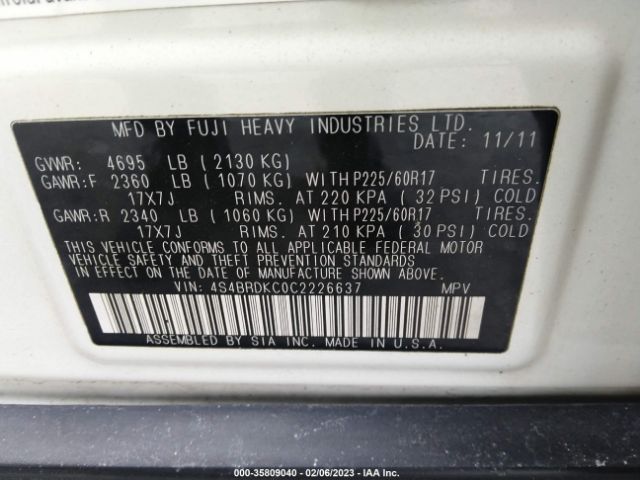 MFD BY FUJI HEAVY INDUSTRIES LTD.
DATE: 11/11
GVWR: 4695 LB (2130 KG)
GAWR:F 2360 LB (1070 KG) WITH P225/60R17 TIRES.
17X7J RIMS. AT 220 KPA (32 PSI) COLD
GAWR:R 2340 LB (1060 KG) WITH P225/60R17 TIRES.
17X7J RIMS. AT 210 KPA (30 PSI) COLD
THIS VEHICLE CONFORMS TO ALL APPLICABLE FEDERAL MOTOR
VEHICLE SAFETY AND THEFT PREVENTION STANDARDS
IN EFFECT ON THE DATE OF MANUFACTURE SHOWN ABOVE.
VIN: 4S4BRDKC0C2226637 MPV
ASSEMBLED BY SIA INC. MADE IN U.S.A.
000-35809040 - 02/06/2023 - IAA Inc.